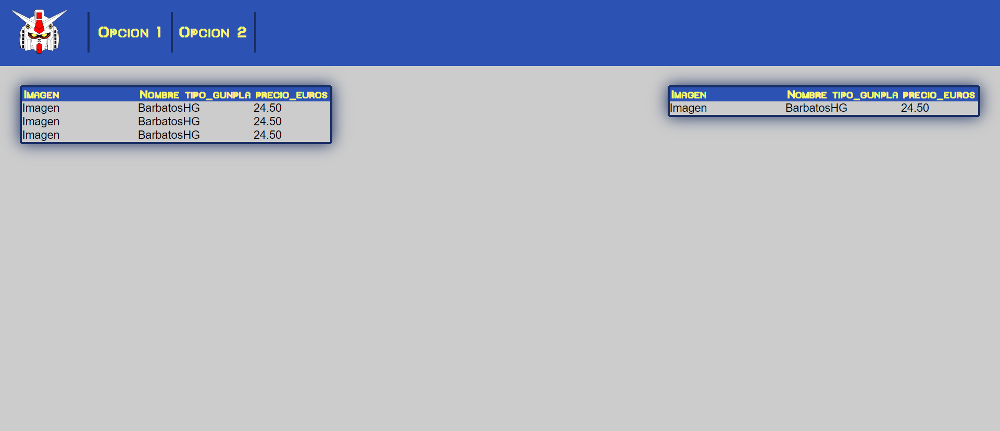 Opcion 1 Opcion 2
Imagen Nombre tipo_gunpla precio_euros
Imagen BarbatosHG 24.50
Imagen BarbatosHG 24.50
Imagen BarbatosHG 24.50
Imagen Nombre tipo_gunpla precio_euros
Imagen BarbatosHG 24.50